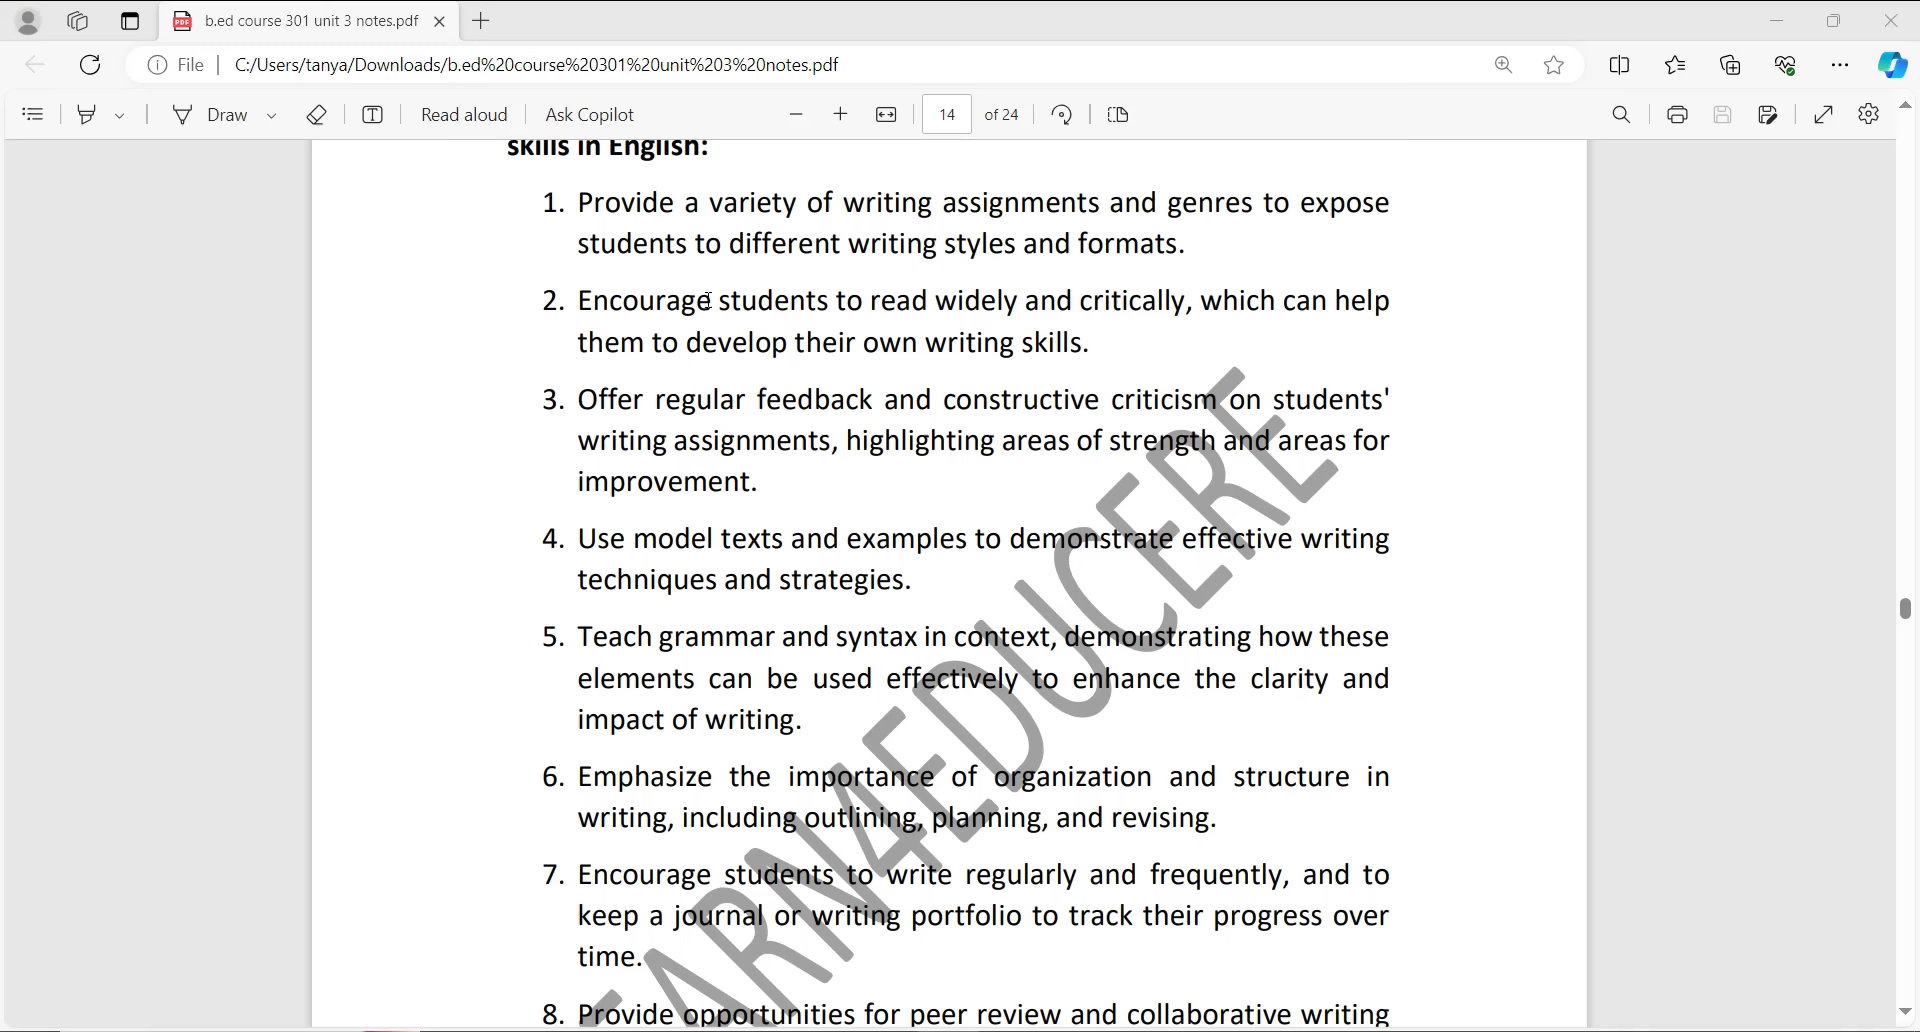 b.ed course 301 unit 3 notes.pdf
File
C:/Users/tanya/Downloads/b.ed%20course%20301%20unit%203%20notes.pdf
Draw
Read aloud
Ask Copilot
14
of 24
skills in English:
1. Provide a variety of writing assignments and genres to expose
students to different writing styles and formats.
2. Encourage students to read widely and critically, which can help
them to develop their own writing skills.
3. Offer regular feedback and constructive criticism on students'
writing assignments, highlighting areas of strength and areas for
improvement.
4. Use model texts and examples to demonstrate effective writing
techniques and strategies.
5. Teach grammar and syntax in context, demonstrating how these
elements can be used effectively to enhance the clarity and
impact of writing.
6. Emphasize the importance of organization and structure in
writing, including outlining, planning, and revising.
7. Encourage students to write regularly and frequently, and to
keep a journal or writing portfolio to track their progress over
time.
8. Provide opportunities for peer review and collaborative writing
ARN4EDUCERE